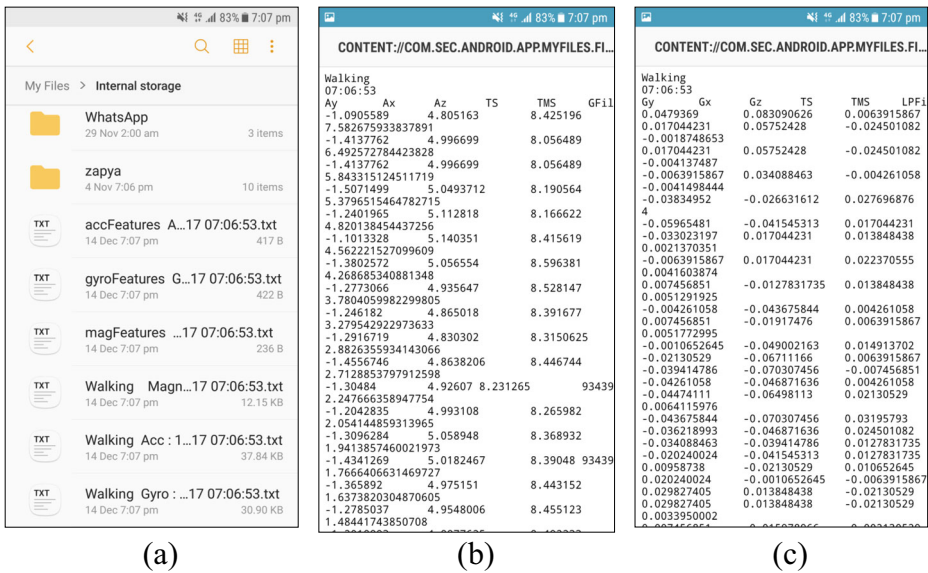 4G 83% 7:07 pm
My Files > Internal storage
WhatsApp
29 Nov 2:00 am 3 items
zapya
4 Nov 7:06 pm 10 items
TXT accFeatures A...17 07:06:53.txt
14 Dec 7:07 pm 417 B
TXT gyroFeatures G...17 07:06:53.txt
14 Dec 7:07 pm 422 B
TXT magFeatures ...17 07:06:53.txt
14 Dec 7:07 pm 236 B
TXT Walking Magn...17 07:06:53.txt
14 Dec 7:07 pm 12.15 KB
TXT Walking Acc : 1...17 07:06:53.txt
14 Dec 7:07 pm 37.84 KB
TXT Walking Gyro : ...17 07:06:53.txt
14 Dec 7:07 pm 30.90 KB
(a)
4G 83% 7:07 pm
CONTENT://COM.SEC.ANDROID.APP.MYFILES.FI...
Walking
07:06:53
Ay Ax Az TS TMS GFil
-1.0905589 4.805163 8.425196
7.582675933837891
-1.4137762 4.996699 8.056489
6.492572784423828
-1.4137762 4.996699 8.056489
5.843315124511719
-1.5071499 5.0493712 8.190564
5.3796515464782715
-1.2401965 5.112818 8.166622
4.820138454437256
-1.1013328 5.140351 8.415619
4.562221527099609
-1.3802572 5.056554 8.596381
4.268685340881348
-1.2773066 4.935647 8.528147
3.7804059982299805
-1.246182 4.865018 8.391677
3.279542922973633
-1.2916719 4.830302 8.3150625
2.8826355934143066
-1.4556746 4.8638206 8.446744
2.7128853797912598
-1.30484 4.92607 8.231265 93439
2.247666358947754
-1.2042835 4.993108 8.265982
2.054144859313965
-1.3096284 5.058948 8.368932
1.9413857460021973
-1.4341269 5.0182467 8.39048 93439
1.7666406631469727
-1.365892 4.975151 8.443152
1.6373820304870605
-1.2785037 4.9548006 8.455123
1.48441743850708
(b)
4G 83% 7:07 pm
CONTENT://COM.SEC.ANDROID.APP.MYFILES.FI...
Walking
07:06:53
Gy Gx Gz TS TMS LPFi
0.0479369 0.083090626 0.0063915867
0.017044231 0.05752428 -0.024501082
-0.0018748653
0.017044231 0.05752428 -0.024501082
-0.004137487
-0.0063915867 0.034088463 -0.004261058
-0.0041498444
-0.03834952 -0.026631612 0.027696876
4
-0.05965481 -0.041545313 0.017044231
-0.033023197 0.017044231 0.013848438
0.0021370351
-0.0063915867 0.017044231 0.022370555
0.0041603874
0.007456851 -0.0127831735 0.013848438
0.0051291925
-0.004261058 -0.043675844 0.004261058
0.007456851 -0.01917476 0.0063915867
0.0051772995
-0.0010652645 -0.049002163 0.014913702
-0.02130529 -0.06711166 0.0063915867
-0.039414786 -0.070307456 -0.007456851
-0.04261058 -0.046871636 0.004261058
-0.04474111 -0.06498113 0.02130529
0.0064115976
-0.043675844 -0.070307456 0.03195793
-0.036218993 -0.046871636 0.024501082
-0.034088463 -0.039414786 0.0127831735
-0.020240024 -0.041545313 0.0127831735
0.00958738 -0.02130529 0.010652645
0.020240024 -0.0010652645 -0.0063915867
0.029827405 0.013848438 -0.02130529
0.029827405 0.013848438 -0.02130529
0.0033950002
(c)